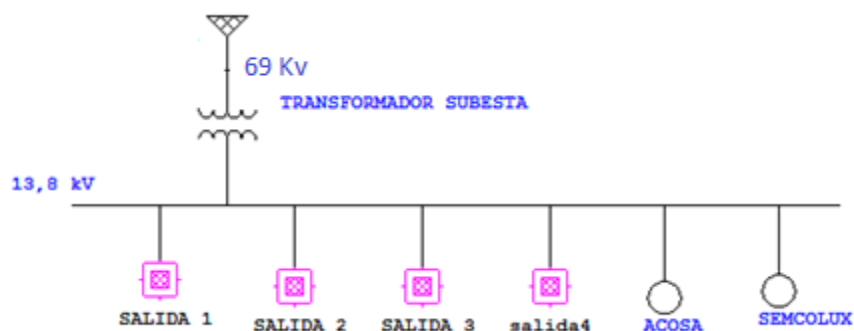 69 Kv
TRANSFORMADOR SUBESTA
13,8 kV
SALIDA 1
SALIDA 2
SALIDA 3
salida4
ACOSA
SEMCOLUX